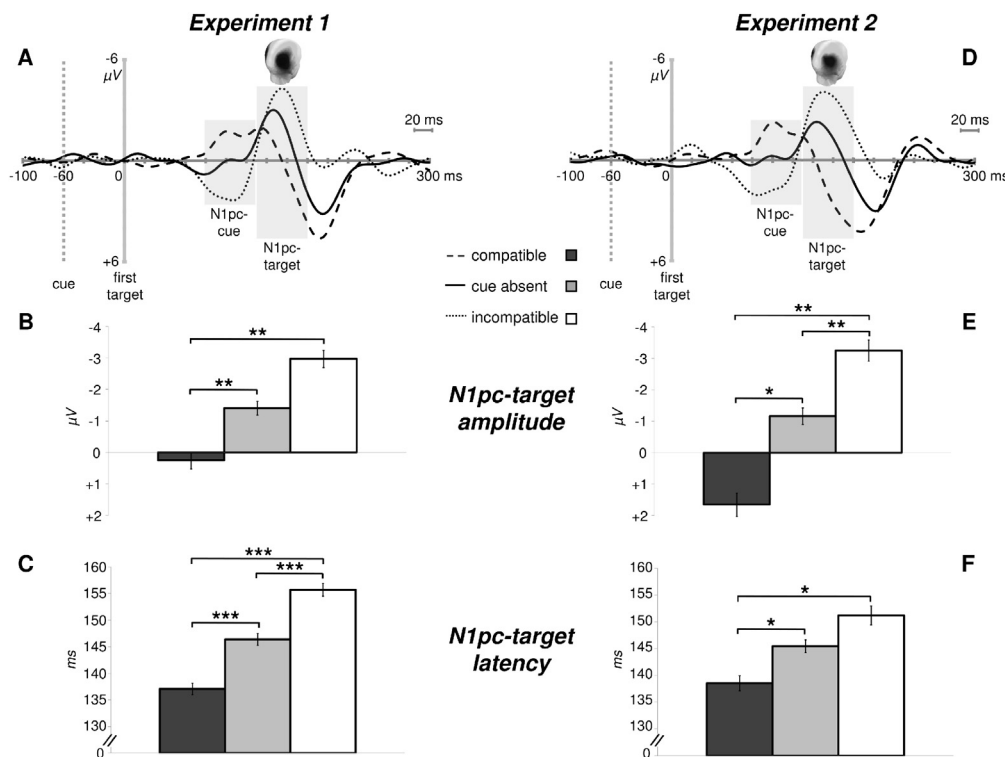 Experiment 1
Experiment 2
A
-6
µV
20 ms
-100
-60
0
300 ms
N1pc-
cue
N1pc-
target
+6
cue
first
target
D
-6
µV
20 ms
-100
-60
0
300 ms
N1pc-
cue
N1pc-
target
+6
cue
first
target
compatible
cue absent
incompatible
B
-4
-3
-2
-1
0
+1
+2
µV
**
**
N1pc-target
amplitude
E
-4
-3
-2
-1
0
+1
+2
µV
**
**
*
C
160
155
150
145
140
135
130
0
ms
***
***
***
N1pc-target
latency
F
160
155
150
145
140
135
130
0
ms
*
*